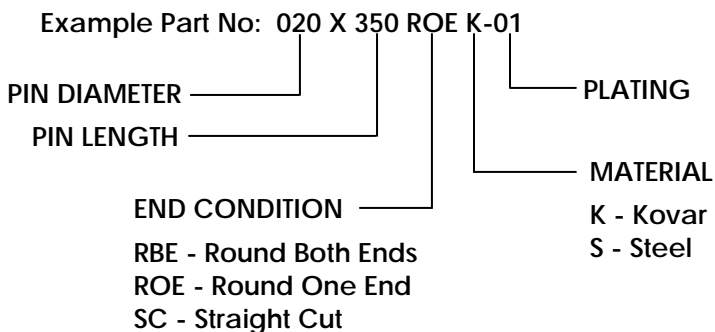 Example Part No: 020 X 350 ROE K-01
PIN DIAMETER
PLATING
PIN LENGTH
MATERIAL
K - Kovar
S - Steel
END CONDITION
RBE - Round Both Ends
ROE - Round One End
SC - Straight Cut